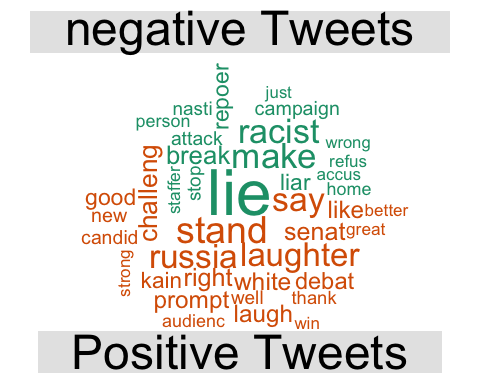 negative Tweets
just
nasti repoer campaign
person
attack racist wrong
challeng break make refus
staffer stop liar accus
home
lie say
good like better
new
candid stand senat great
russia laughter
strong kain right white debat
prompt well thank
audienc laugh win
Positive Tweets